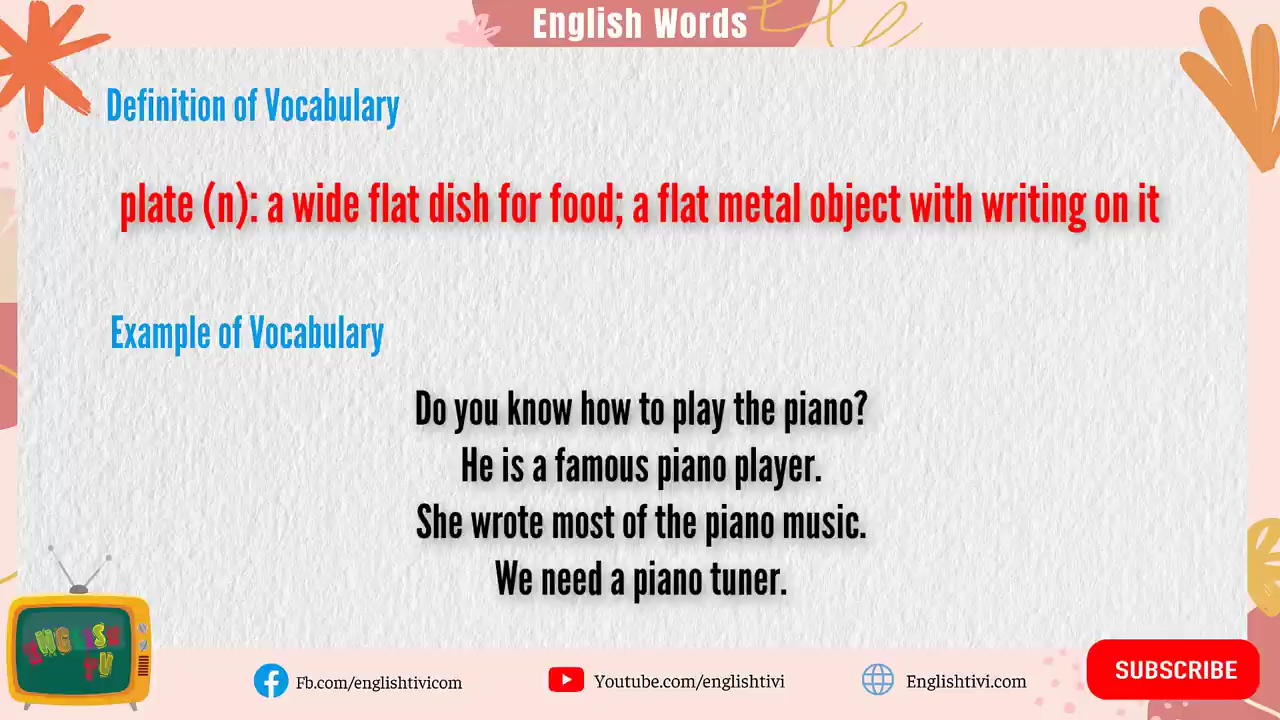 English Words
Definition of Vocabulary
plate (n): a wide flat dish for food; a flat metal object with writing on it
Example of Vocabulary
Do you know how to play the piano?
He is a famous piano player.
She wrote most of the piano music.
We need a piano tuner.
ENGLISH
TV
Fb.com/englishtivicom
Youtube.com/englishtivi
Englishtivi.com
SUBSCRIBE